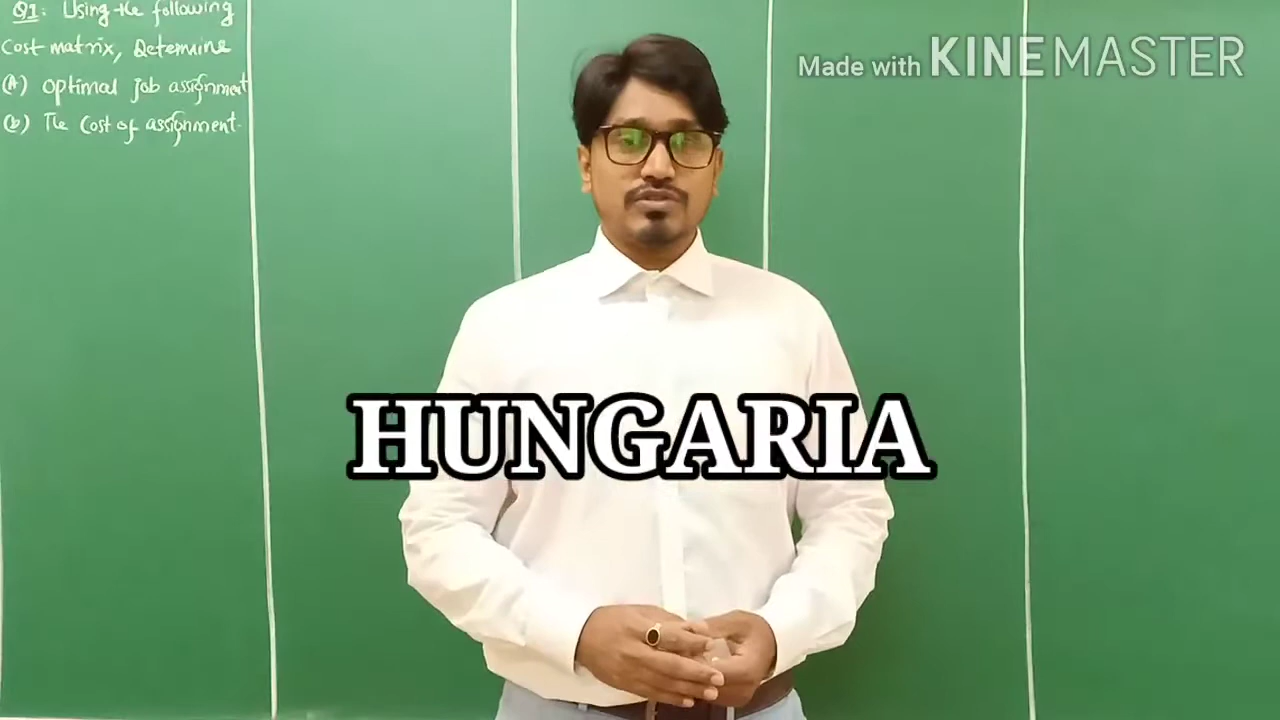 Q1: Using the following
Cost matrix, Determine
(A) optimal job assignment
(b) The Cost of assignment.
Made with KINEMASTER
HUNGARIA